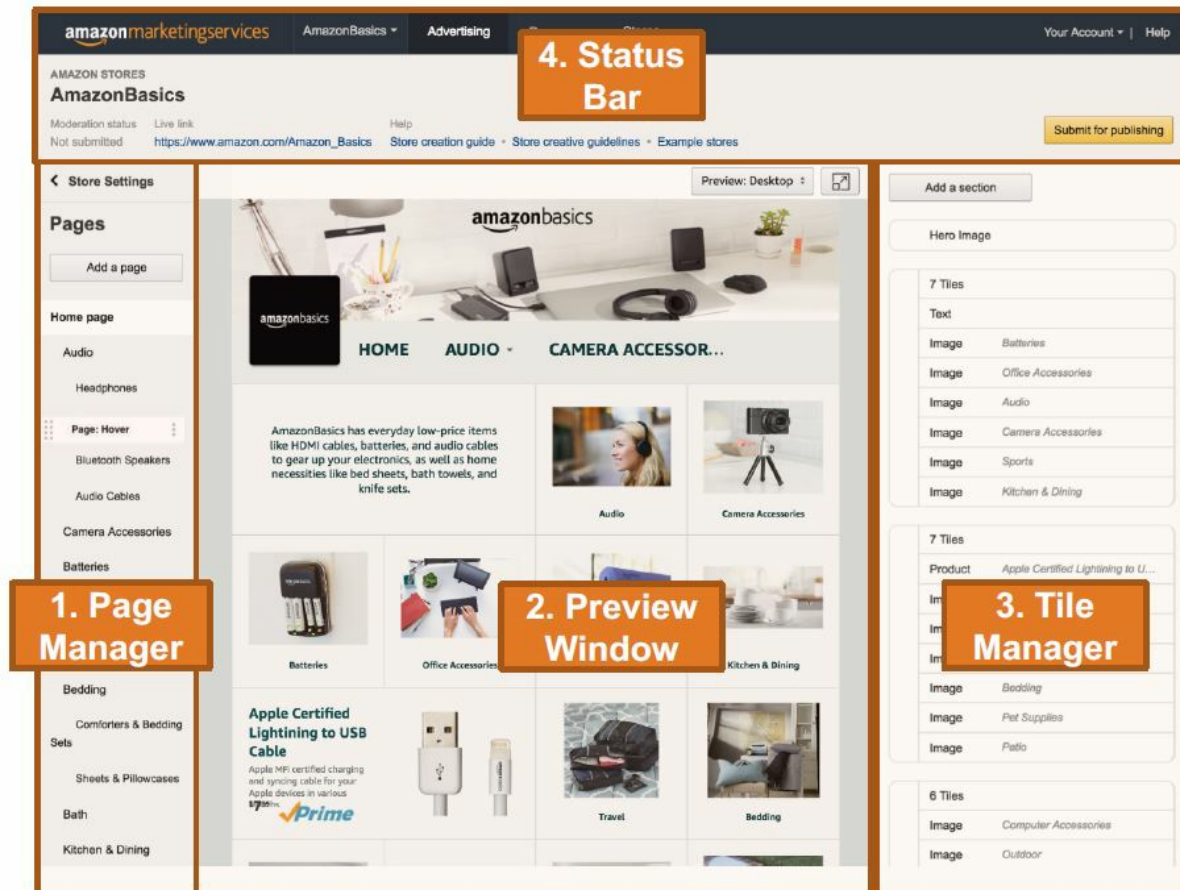 amazonmarketingservices AmazonBasics Advertising Your Account | Help
4. Status
Bar
AMAZON STORES
AmazonBasics
Moderation status Live link Help
Not submitted https://www.amazon.com/Amazon_Basics Store creation guide • Store creative guidelines • Example stores
Submit for publishing
Store Settings
Pages
Add a page
Home page
Audio
Headphones
Page: Hover
Bluetooth Speakers
Audio Cables
Camera Accessories
Batteries
1. Page
Manager
Bedding
Comforters & Bedding
Sets
Sheets & Pillowcases
Bath
Kitchen & Dining
Preview: Desktop
amazonbasics
amazonbasics
HOME AUDIO CAMERA ACCESSOR...
AmazonBasics has everyday low-price items
like HDMI cables, batteries, and audio cables
to gear up your electronics, as well as home
necessities like bed sheets, bath towels, and
knife sets.
Audio
Camera Accessories
2. Preview
Window
Batteries
Office Accessories
Kitchen & Dining
Apple Certified
Lightining to USB
Cable
Apple MFi certified charging
and syncing cable for your
Apple devices in various
Prime
Travel
Bedding
Add a section
Hero Image
7 Tiles
Text
Image Batteries
Image Office Accessories
Image Audio
Image Camera Accessories
Image Sports
Image Kitchen & Dining
7 Tiles
Product Apple Certified Lightining to U...
3. Tile
Manager
Image Bedding
Image Pet Supplies
Image Patio
6 Tiles
Image Computer Accessories
Image Outdoor